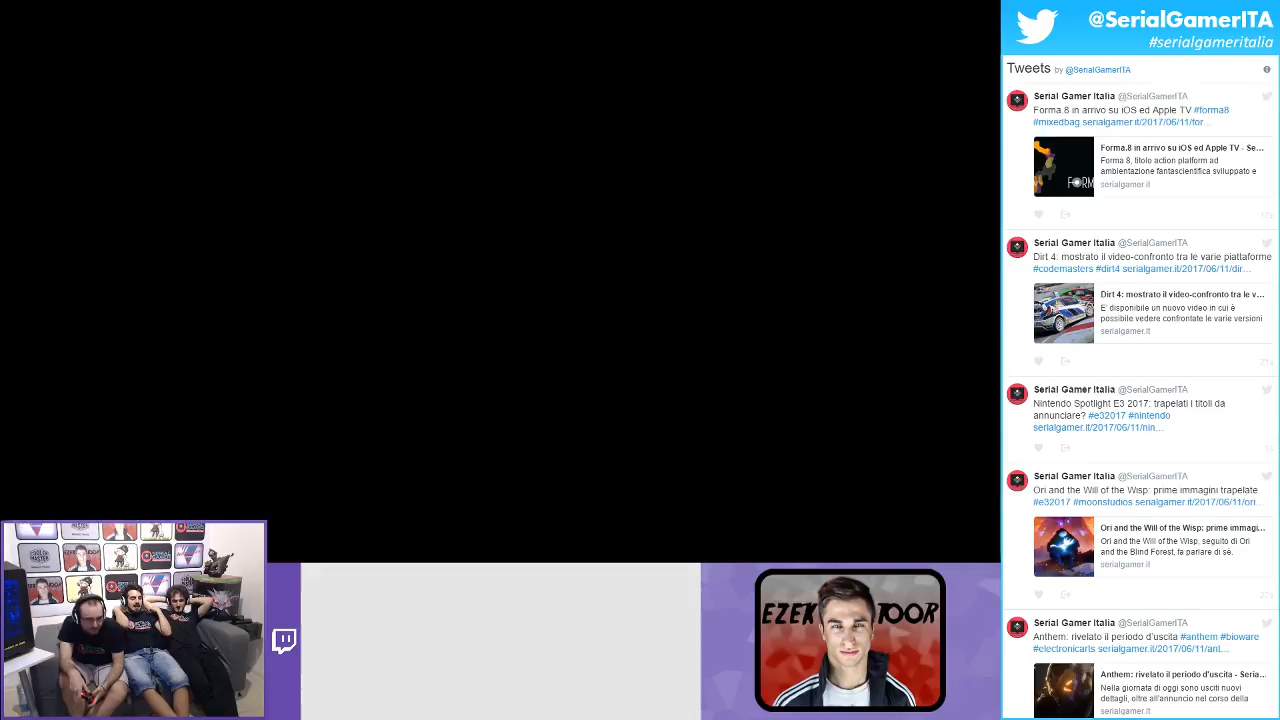 @SerialGamerITA
#serialgameritalia
Tweets by @SerialGamerITA
Serial Gamer Italia @SerialGamerITA
Forma.8 in arrivo su iOS ed Apple TV #forma8
#mixedbag serialgamer.it/2017/06/11/for…
Forma.8 in arrivo su iOS ed Apple TV - Se...
Forma 8, titolo action platform ad
ambientazione fantascientifica sviluppato e
serialgamer.it
FORM
Serial Gamer Italia @SerialGamerITA
Dirt 4: mostrato il video-confronto tra le varie piattaforme
#codemasters #dirt4 serialgamer.it/2017/06/11/dir…
Dirt 4: mostrato il video-confronto tra le v...
E' disponibile un nuovo video in cui è
possibile vedere confrontate le varie versioni
serialgamer.it
Serial Gamer Italia @SerialGamerITA
Nintendo Spotlight E3 2017: trapelati i titoli da
annunciare? #e32017 #nintendo
serialgamer.it/2017/06/11/nin…
Serial Gamer Italia @SerialGamerITA
Ori and the Will of the Wisp: prime immagini trapelate
#e32017 #moonstudios serialgamer.it/2017/06/11/ori…
Ori and the Will of the Wisp: prime immagi...
Ori and the Will of the Wisp, seguito di Ori
and the Blind Forest, fa parlare di sè.
serialgamer.it
Serial Gamer Italia @SerialGamerITA
Anthem: rivelato il periodo d'uscita #anthem #bioware
#electronicarts serialgamer.it/2017/06/11/ant…
Anthem: rivelato il periodo d'uscita - Seria...
Nella giornata di oggi sono usciti nuovi
dettagli, oltre all'annuncio nel corso della
serialgamer.it
EZEK TOOR